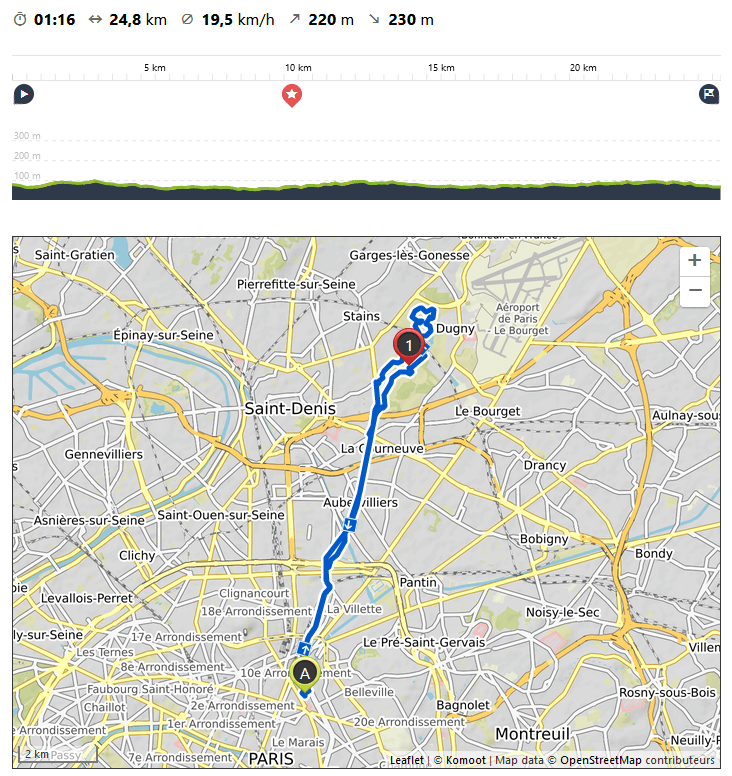 01:16 24,8 km 19,5 km/h 220 m 230 m
5 km 10 km 15 km 20 km
300 m
200 m
100 m
Saint-Gratien
Garges-lès-Gonesse
Pierrefitte-sur-Seine
Stains
Aéroport
de Paris
Le Bourget
Dugny
Épinay-sur-Seine
1
Saint-Denis
Le Bourget
Aulnay-sou
La Courneuve
Gennevilliers
Drancy
Aubervilliers
Asnières-sur-Seine
Saint-Ouen-sur-Seine
Bobigny
Clichy
Bondy
Pantin
Clignancourt
Levallois-Perret
18e Arrondissement
La Villette
Noisy-le-Sec
ly-sur-Seine
17e Arrondissement
Le Pré-Saint-Gervais
Villem
Les Ternes
8e Arrondissement
10e Arro ment
A
Faubourg Saint-Honoré
Belleville
Rosny-sous-Bois
Chaillot
2e Arrondissement
Bagnolet
1er Arrondissement
20e Arrondissement
e Arrondissement
Montreuil
Le Marais
Neuilly-P
2 km
Passy
7e Arrondissement
PARIS
Leaflet | © Komoot | Map data © OpenStreetMap contributeurs
+
−